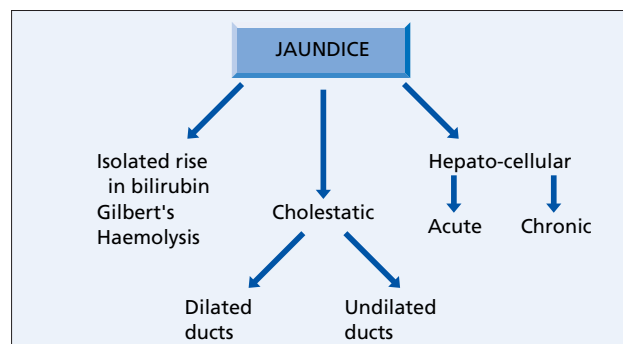 JAUNDICE
Isolated rise
in bilirubin
Gilbert's
Haemolysis
Cholestatic
Hepato-cellular
Acute
Chronic
Dilated
ducts
Undilated
ducts